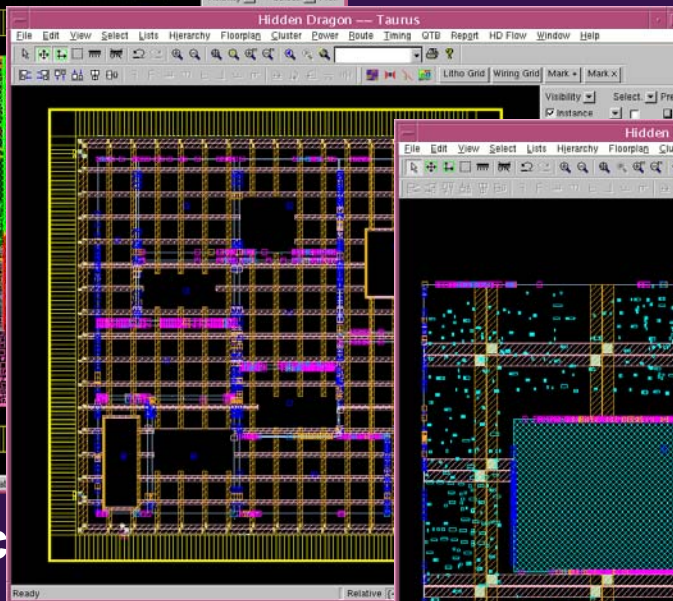 Hidden Dragon — Taurus
File Edit View Select Lists Hierarchy Floorplan Cluster Power Route Timing QTB Report HD Flow Window Help
Litho Grid Wiring Grid Mark + Mark x
Visibility Select.
Instance
Hidden
File Edit View Select Lists Hierarchy Floorplan
Ready
Relative